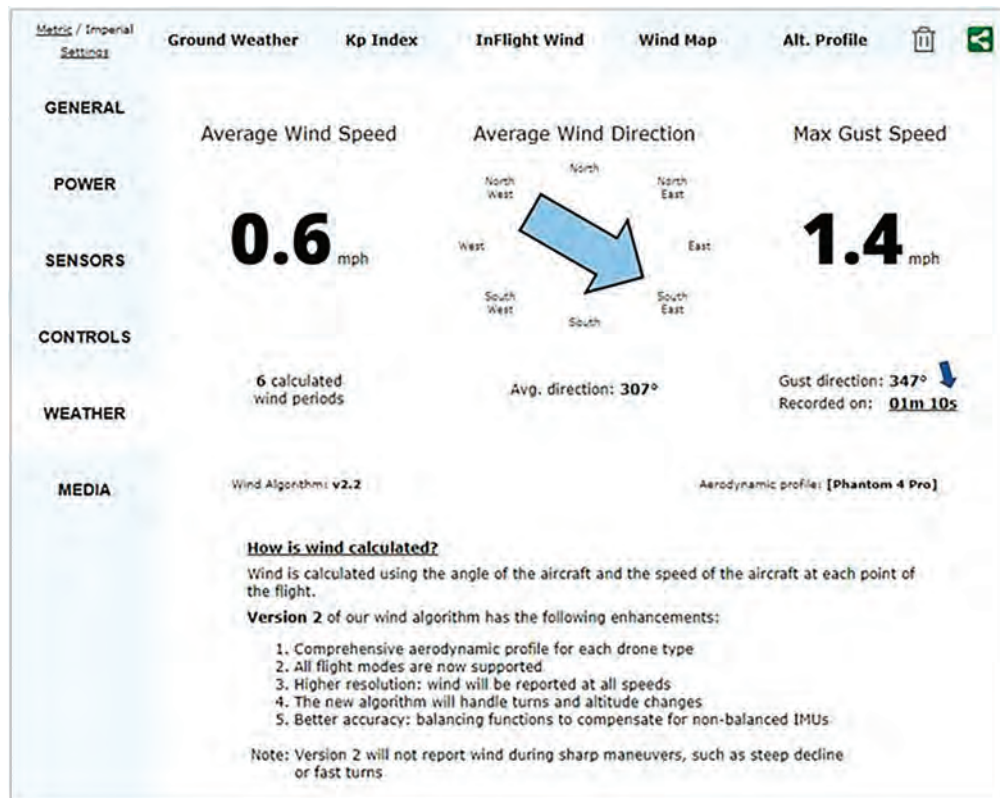 Metric / Imperial
Settings
Ground Weather
Kp Index
InFlight Wind
Wind Map
Alt. Profile
GENERAL
POWER
SENSORS
CONTROLS
WEATHER
MEDIA
Average Wind Speed
0.6 mph
6 calculated
wind periods
Average Wind Direction
North
North
West
North
East
West
East
South
West
South
East
South
Avg. direction: 307°
Max Gust Speed
1.4 mph
Gust direction: 347°
Recorded on: 01m 10s
Wind Algorithm: v2.2
Aerodynamic profile: [Phantom 4 Pro]
How is wind calculated?
Wind is calculated using the angle of the aircraft and the speed of the aircraft at each point of
the flight.
Version 2 of our wind algorithm has the following enhancements:
1. Comprehensive aerodynamic profile for each drone type
2. All flight modes are now supported
3. Higher resolution: wind will be reported at all speeds
4. The new algorithm will handle turns and altitude changes
5. Better accuracy: balancing functions to compensate for non-balanced IMUs
Note: Version 2 will not report wind during sharp maneuvers, such as steep decline
or fast turns